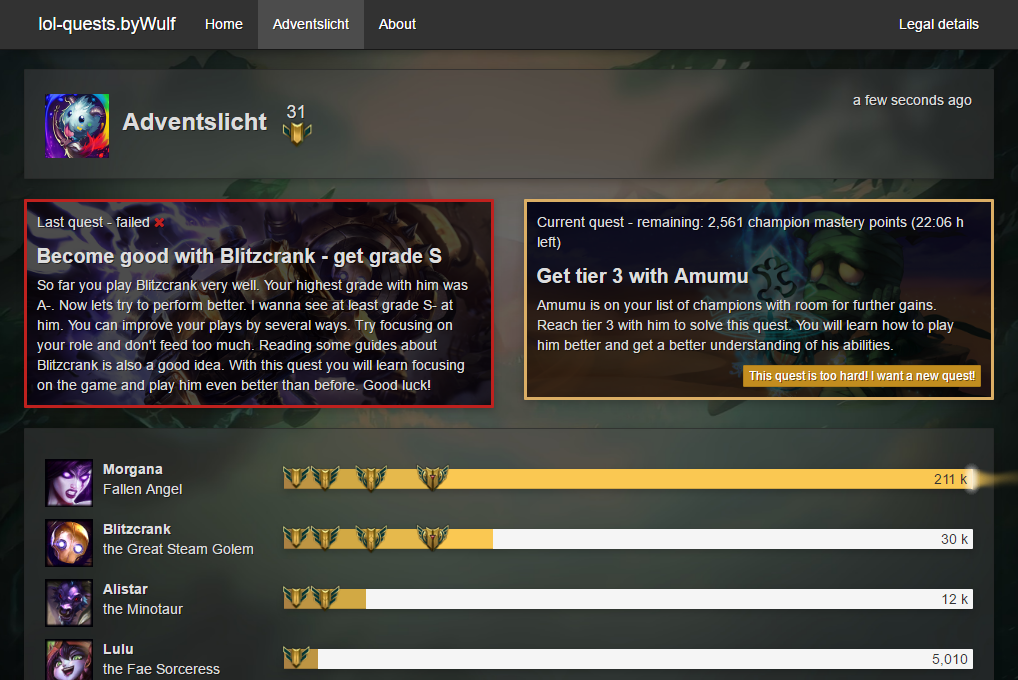 lol-quests.byWulf Home Adventslicht About Legal details
a few seconds ago
Adventslicht 31
Last quest - failed
Become good with Blitzcrank - get grade S
So far you play Blitzcrank very well. Your highest grade with him was
A-. Now lets try to perform better. I wanna see at least grade S- at
him. You can improve your plays by several ways. Try focusing on
your role and don't feed too much. Reading some guides about
Blitzcrank is also a good idea. With this quest you will learn focusing
on the game and play him even better than before. Good luck!
Current quest - remaining: 2,561 champion mastery points (22:06 h
left)
Get tier 3 with Amumu
Amumu is on your list of champions with room for further gains.
Reach tier 3 with him to solve this quest. You will learn how to play
him better and get a better understanding of his abilities.
This quest is too hard! I want a new quest!
Morgana
Fallen Angel
211 k
Blitzcrank
the Great Steam Golem
30 k
Alistar
the Minotaur
12 k
Lulu
the Fae Sorceress
5,010